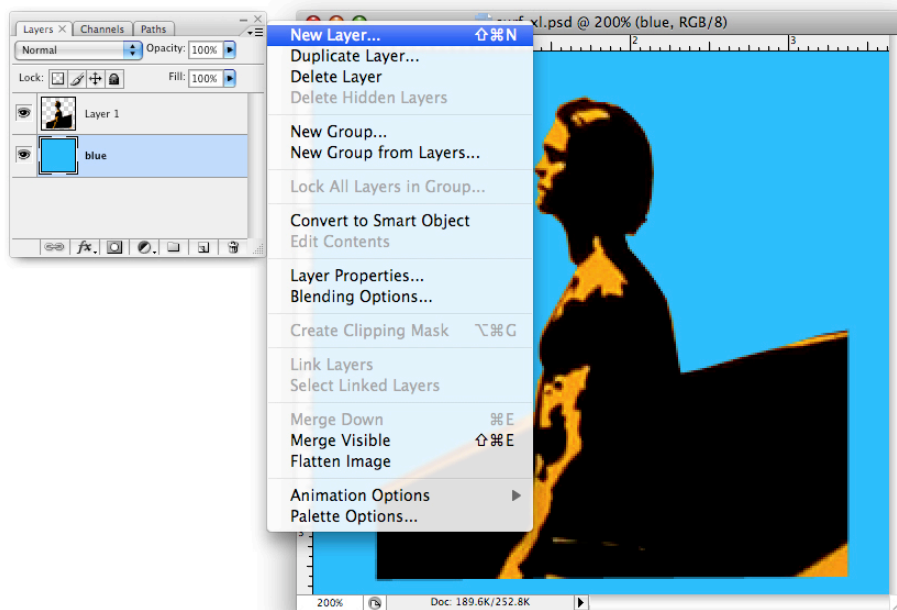 Layers × Channels Paths
Normal Opacity: 100%
Lock: Fill: 100%
Layer 1
blue
fx.
New Layer... ⇧⌘N
Duplicate Layer...
Delete Layer
Delete Hidden Layers
New Group...
New Group from Layers...
Lock All Layers in Group...
Convert to Smart Object
Edit Contents
Layer Properties...
Blending Options...
Create Clipping Mask ⌥⌘G
Link Layers
Select Linked Layers
Merge Down ⌘E
Merge Visible ⇧⌘E
Flatten Image
Animation Options ▶
Palette Options...
.psd @ 200% (blue, RGB/8)
2 3
3
200% Doc: 189.6K/252.8K